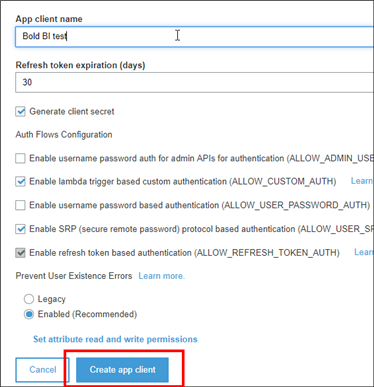 App client name
Bold BI test
Refresh token expiration (days)
30
Generate client secret
Auth Flows Configuration
Enable username password auth for admin APIs for authentication (ALLOW_ADMIN_USE
Enable lambda trigger based custom authentication (ALLOW_CUSTOM_AUTH) Learn
Enable username password based authentication (ALLOW_USER_PASSWORD_AUTH)
Enable SRP (secure remote password) protocol based authentication (ALLOW_USER_SR
Enable refresh token based authentication (ALLOW_REFRESH_TOKEN_AUTH) Learn
Prevent User Existence Errors Learn more.
Legacy
Enabled (Recommended)
Set attribute read and write permissions
Cancel Create app client